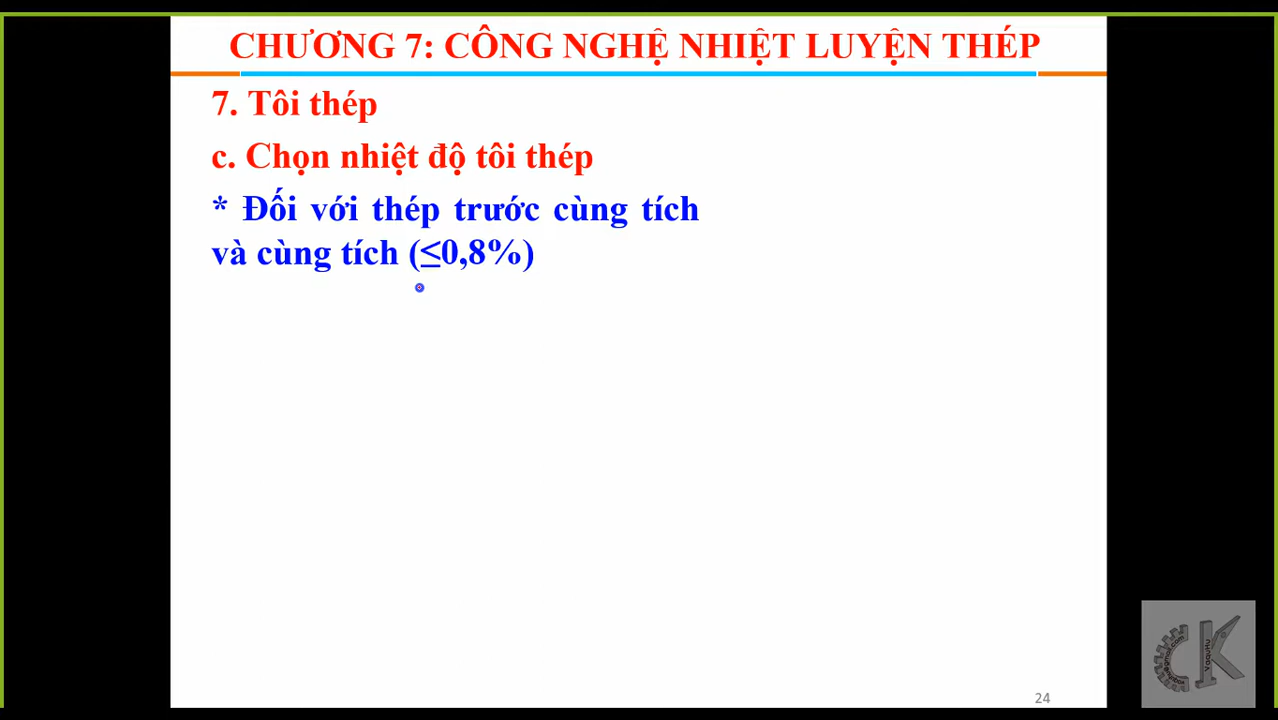 CHƯƠNG 7: CÔNG NGHỆ NHIỆT LUYỆN THÉP
7. Tôi thép
c. Chọn nhiệt độ tôi thép
* Đối với thép trước cùng tích
và cùng tích (≤0,8%)
24